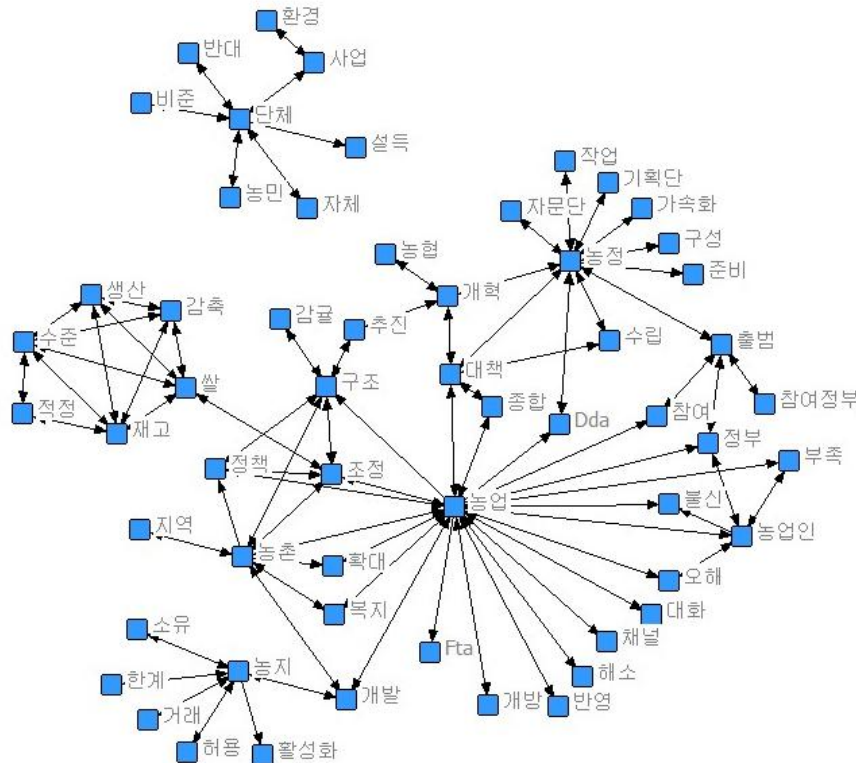 환경
반대
사업
비준
단체
설득
농민
자체
작업
기획단
자문단
가속화
구성
농협
농정
준비
생산
개혁
감축
감귤
추진
수준
수립
출범
대책
쌀
구조
종합
적정
참여
참여정부
재고
Dda
정부
정책
조정
부족
농업
불신
지역
농업인
농촌
확대
오해
복지
대화
소유
채널
Fta
농지
해소
한계
개발
개방
반영
거래
허용
활성화